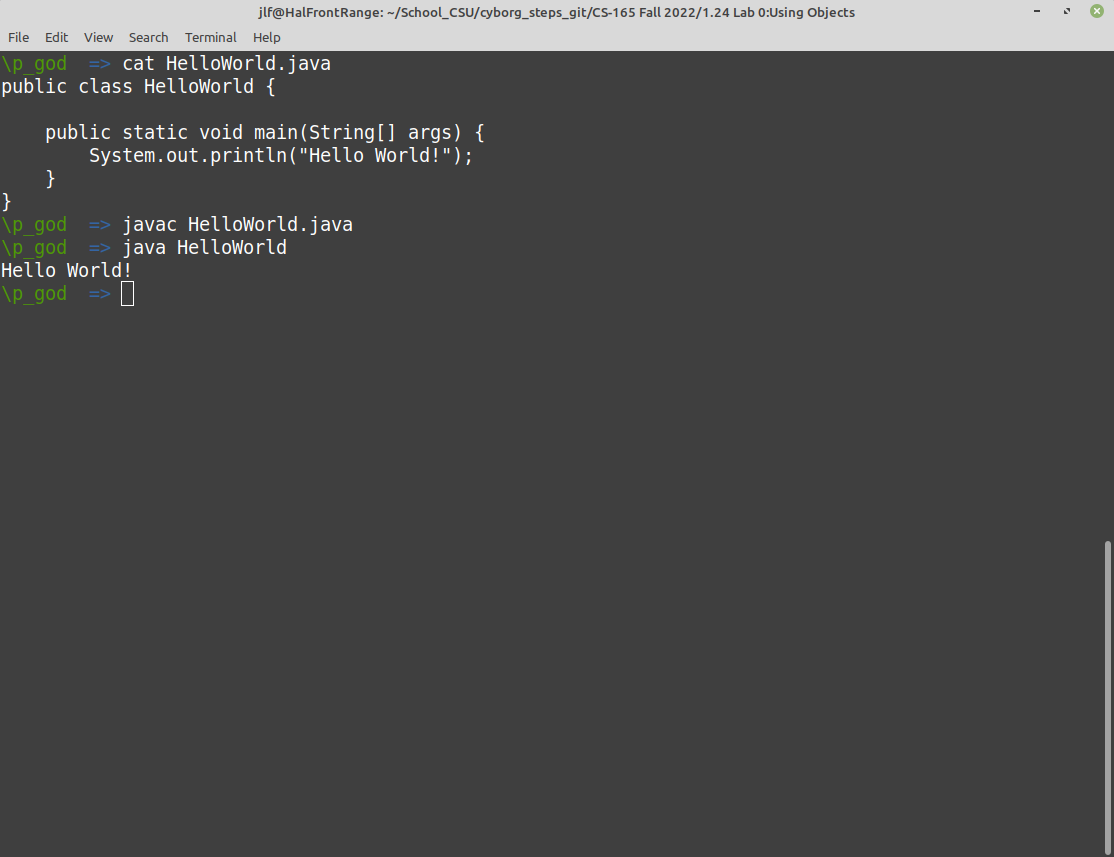 jlf@HalFrontRange: ~/School_CSU/cyborg_steps_git/CS-165 Fall 2022/1.24 Lab 0:Using Objects
File Edit View Search Terminal Help
\p_god  => cat HelloWorld.java
public class HelloWorld {
    public static void main(String[] args) {
        System.out.println("Hello World!");
    }
}
\p_god  => javac HelloWorld.java
\p_god  => java HelloWorld
Hello World!
\p_god  =>